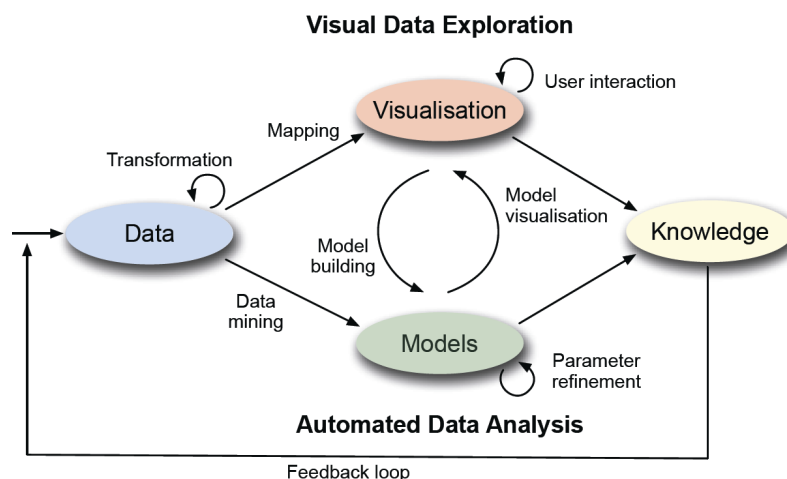 Visual Data Exploration
User interaction
Visualisation
Mapping
Transformation
Data
Model
visualisation
Model
building
Knowledge
Data
mining
Models
Parameter
refinement
Automated Data Analysis
Feedback loop